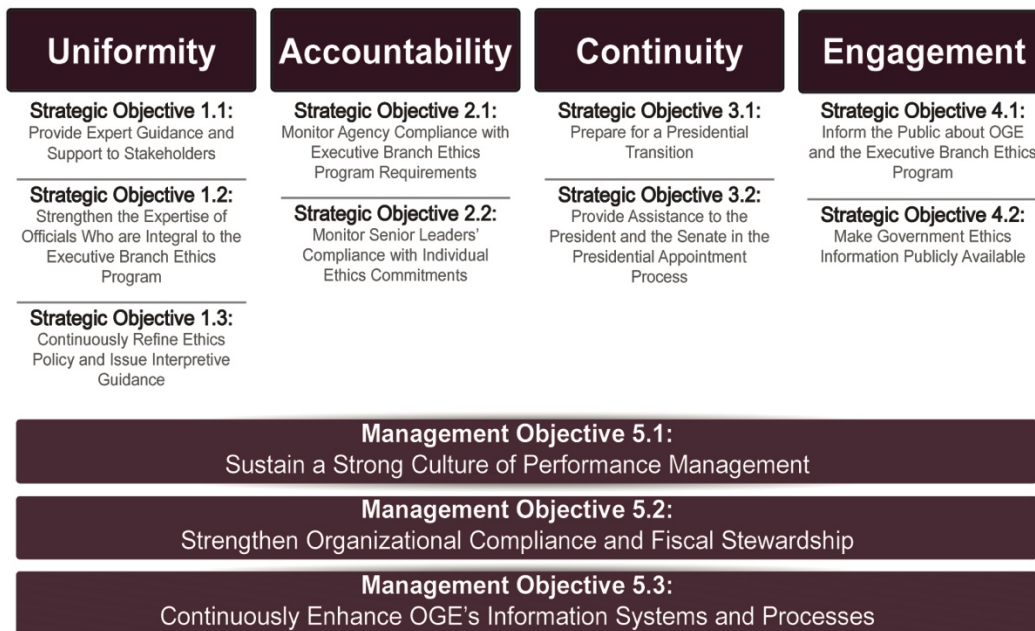 Uniformity
Strategic Objective 1.1:
Provide Expert Guidance and
Support to Stakeholders
Strategic Objective 1.2:
Strengthen the Expertise of
Officials Who are Integral to the
Executive Branch Ethics
Program
Strategic Objective 1.3:
Continuously Refine Ethics
Policy and Issue Interpretive
Guidance
Accountability
Strategic Objective 2.1:
Monitor Agency Compliance with
Executive Branch Ethics
Program Requirements
Strategic Objective 2.2:
Monitor Senior Leaders’
Compliance with Individual
Ethics Commitments
Continuity
Strategic Objective 3.1:
Prepare for a Presidential
Transition
Strategic Objective 3.2:
Provide Assistance to the
President and the Senate in the
Presidential Appointment
Process
Engagement
Strategic Objective 4.1:
Inform the Public about OGE
and the Executive Branch Ethics
Program
Strategic Objective 4.2:
Make Government Ethics
Information Publicly Available
Management Objective 5.1:
Sustain a Strong Culture of Performance Management
Management Objective 5.2:
Strengthen Organizational Compliance and Fiscal Stewardship
Management Objective 5.3:
Continuously Enhance OGE’s Information Systems and Processes